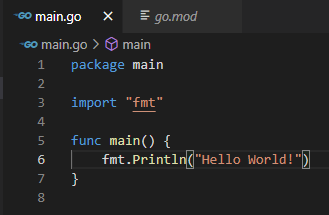 main.go
go.mod
main.go > main
1 package main
2
3 import "fmt"
4
5 func main() {
6     fmt.Println("Hello World!")
7 }
8